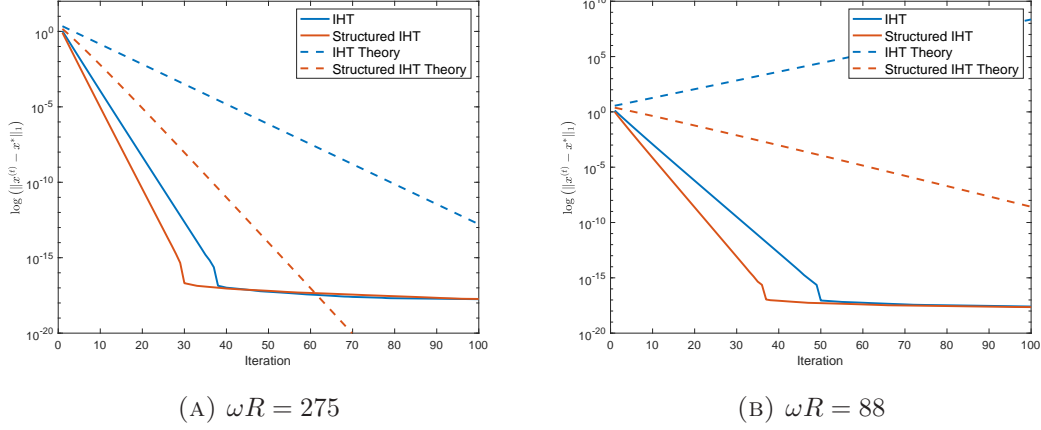 10^0
10^-5
10^-10
10^-15
10^-20
log (||x^(t) − x*||_1)
0 10 20 30 40 50 60 70 80 90 100
Iteration
IHT
Structured IHT
IHT Theory
Structured IHT Theory
(A) ωR = 275
10^10
10^5
10^0
10^-5
10^-10
10^-15
10^-20
log (||x^(t) − x*||_1)
0 10 20 30 40 50 60 70 80 90 100
Iteration
IHT
Structured IHT
IHT Theory
Structured IHT Theory
(B) ωR = 88